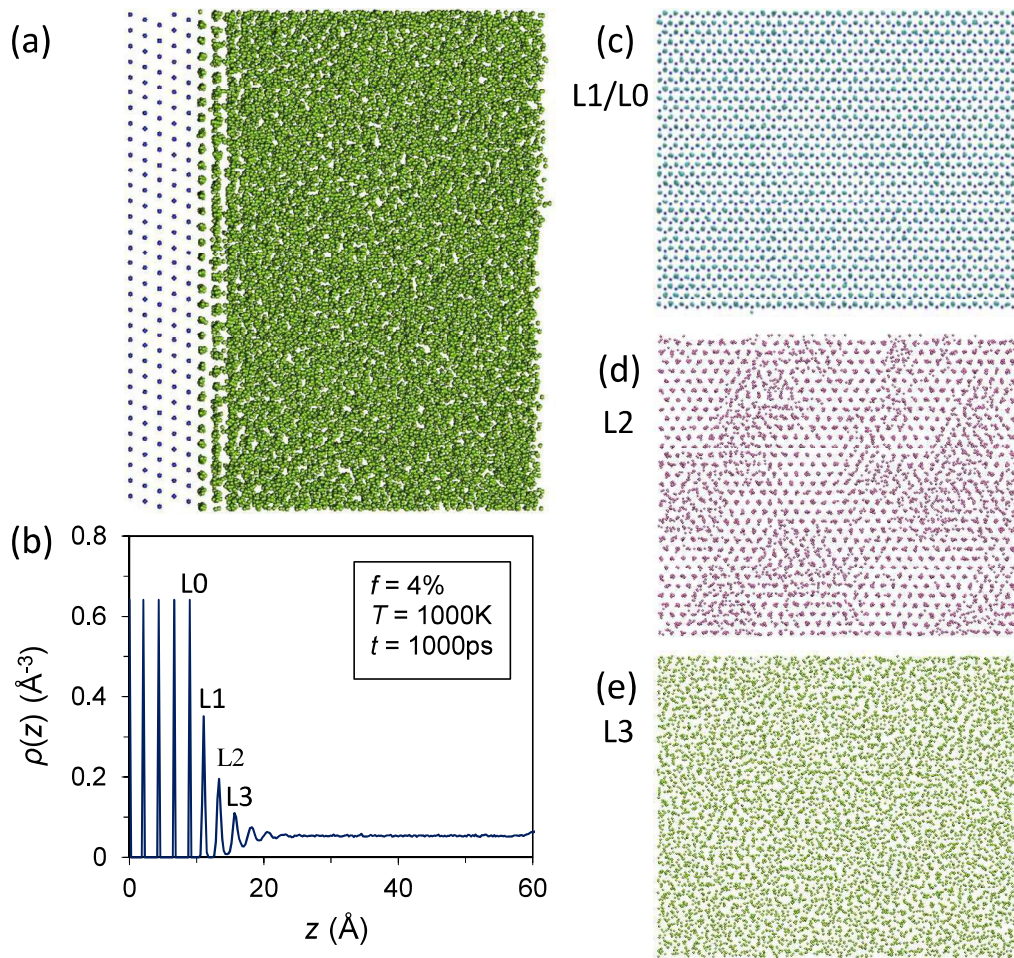 (a)
(b)
0.8
0.6
0.4
0.2
0
ρ(z) (Å⁻³)
L0
L1
L2
L3
f = 4%
T = 1000K
t = 1000ps
0 20 40 60
z (Å)
(c)
L1/L0
(d)
L2
(e)
L3